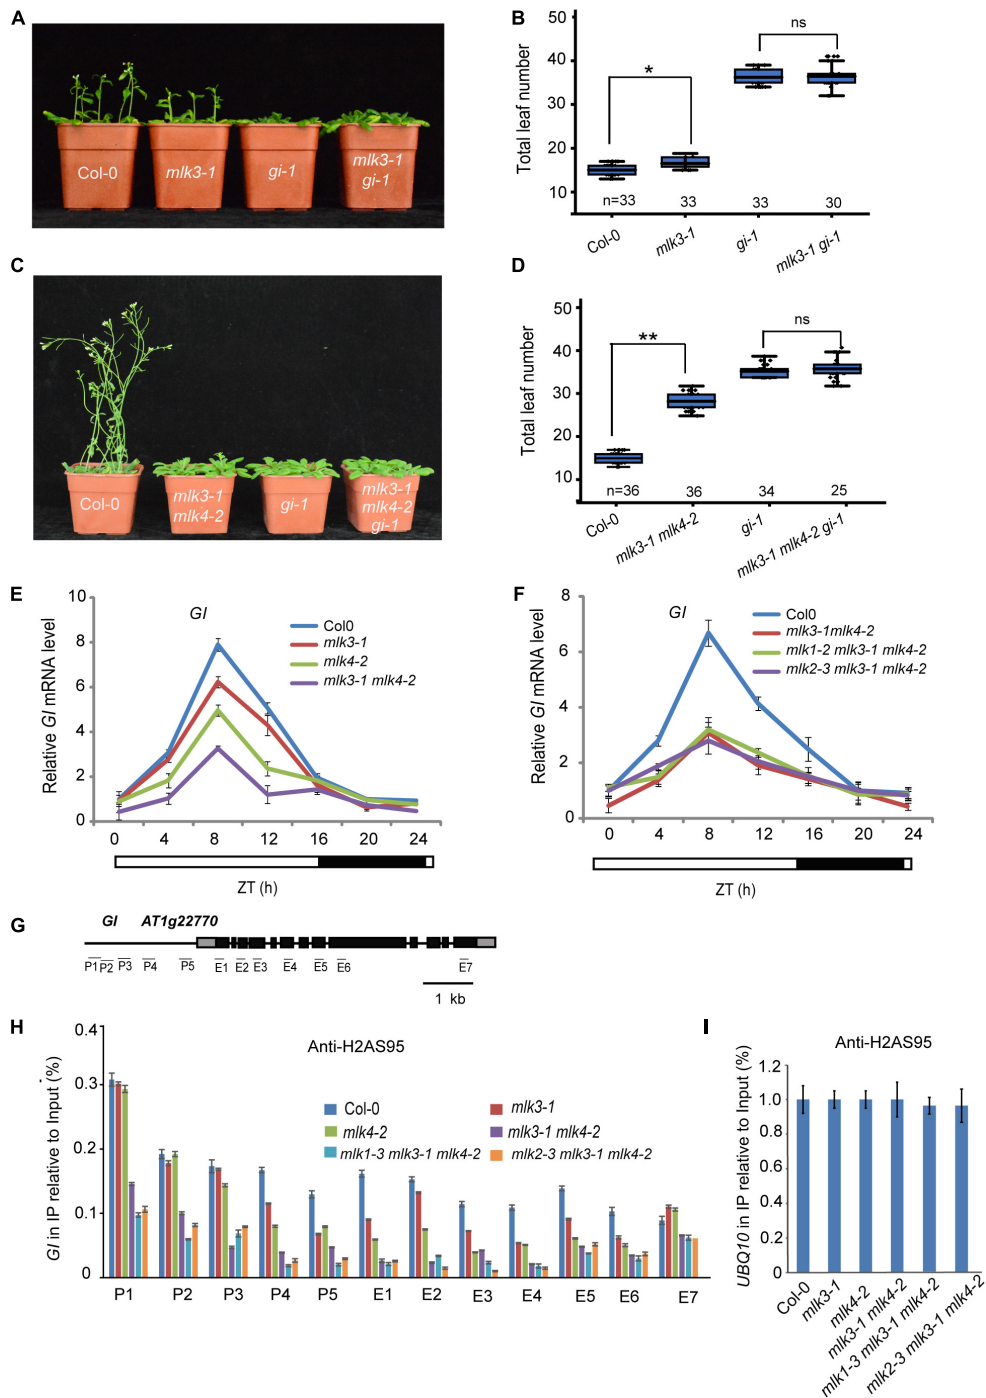 A
Col-0
mlk3-1
gi-1
mlk3-1
gi-1
B
Total leaf number
50
40
30
20
10
*
ns
n=33
33
33
30
Col-0
mlk3-1
gi-1
mlk3-1 gi-1
C
Col-0
mlk3-1
mlk4-2
gi-1
mlk3-1
mlk4-2
gi-1
D
Total leaf number
50
40
30
20
10
**
ns
n=36
36
34
25
Col-0
mlk3-1 mlk4-2
gi-1
mlk3-1 mlk4-2 gi-1
E
Relative GI mRNA level
10
8
6
4
2
0
GI
Col0
mlk3-1
mlk4-2
mlk3-1 mlk4-2
0 4 8 12 16 20 24
ZT (h)
F
Relative GI mRNA level
8
6
4
2
0
GI
Col0
mlk3-1mlk4-2
mlk1-2 mlk3-1 mlk4-2
mlk2-3 mlk3-1 mlk4-2
0 4 8 12 16 20 24
ZT (h)
G
GI AT1g22770
P1 P2 P3 P4 P5 E1 E2 E3 E4 E5 E6 E7
1 kb
H
GI in IP relative to Input (%)
0.4
0.3
0.2
0.1
0
Anti-H2AS95
Col-0
mlk3-1
mlk4-2
mlk3-1 mlk4-2
mlk1-3 mlk3-1 mlk4-2
mlk2-3 mlk3-1 mlk4-2
P1 P2 P3 P4 P5 E1 E2 E3 E4 E5 E6 E7
I
Anti-H2AS95
UBQ10 in IP relative to Input (%)
1.2
1.0
0.8
0.6
0.4
0.2
0
Col-0
mlk3-1
mlk4-2
mlk3-1 mlk4-2
mlk1-3 mlk3-1 mlk4-2
mlk2-3 mlk3-1 mlk4-2